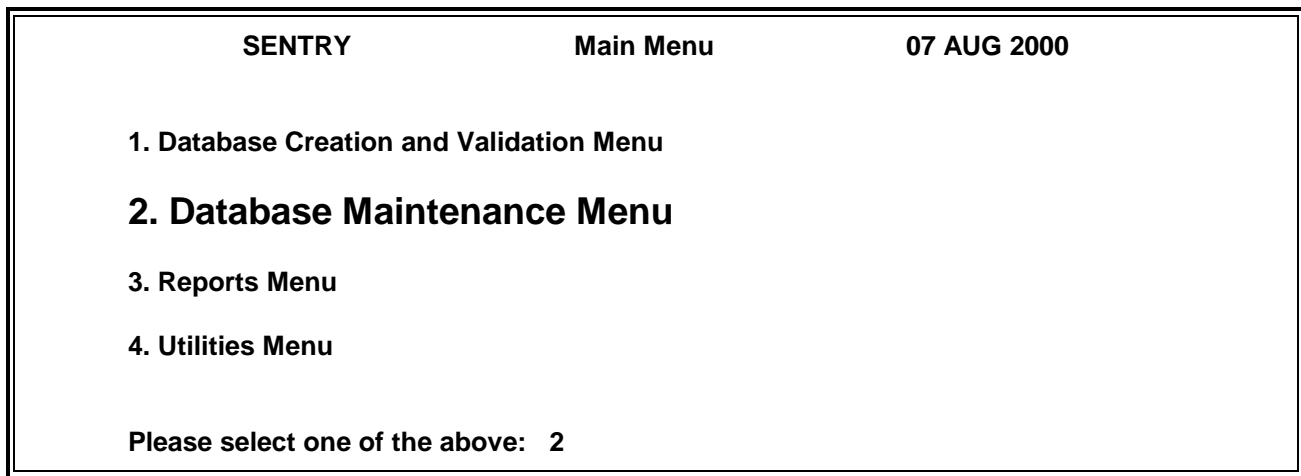 SENTRY Main Menu 07 AUG 2000
1. Database Creation and Validation Menu
2. Database Maintenance Menu
3. Reports Menu
4. Utilities Menu
Please select one of the above: 2